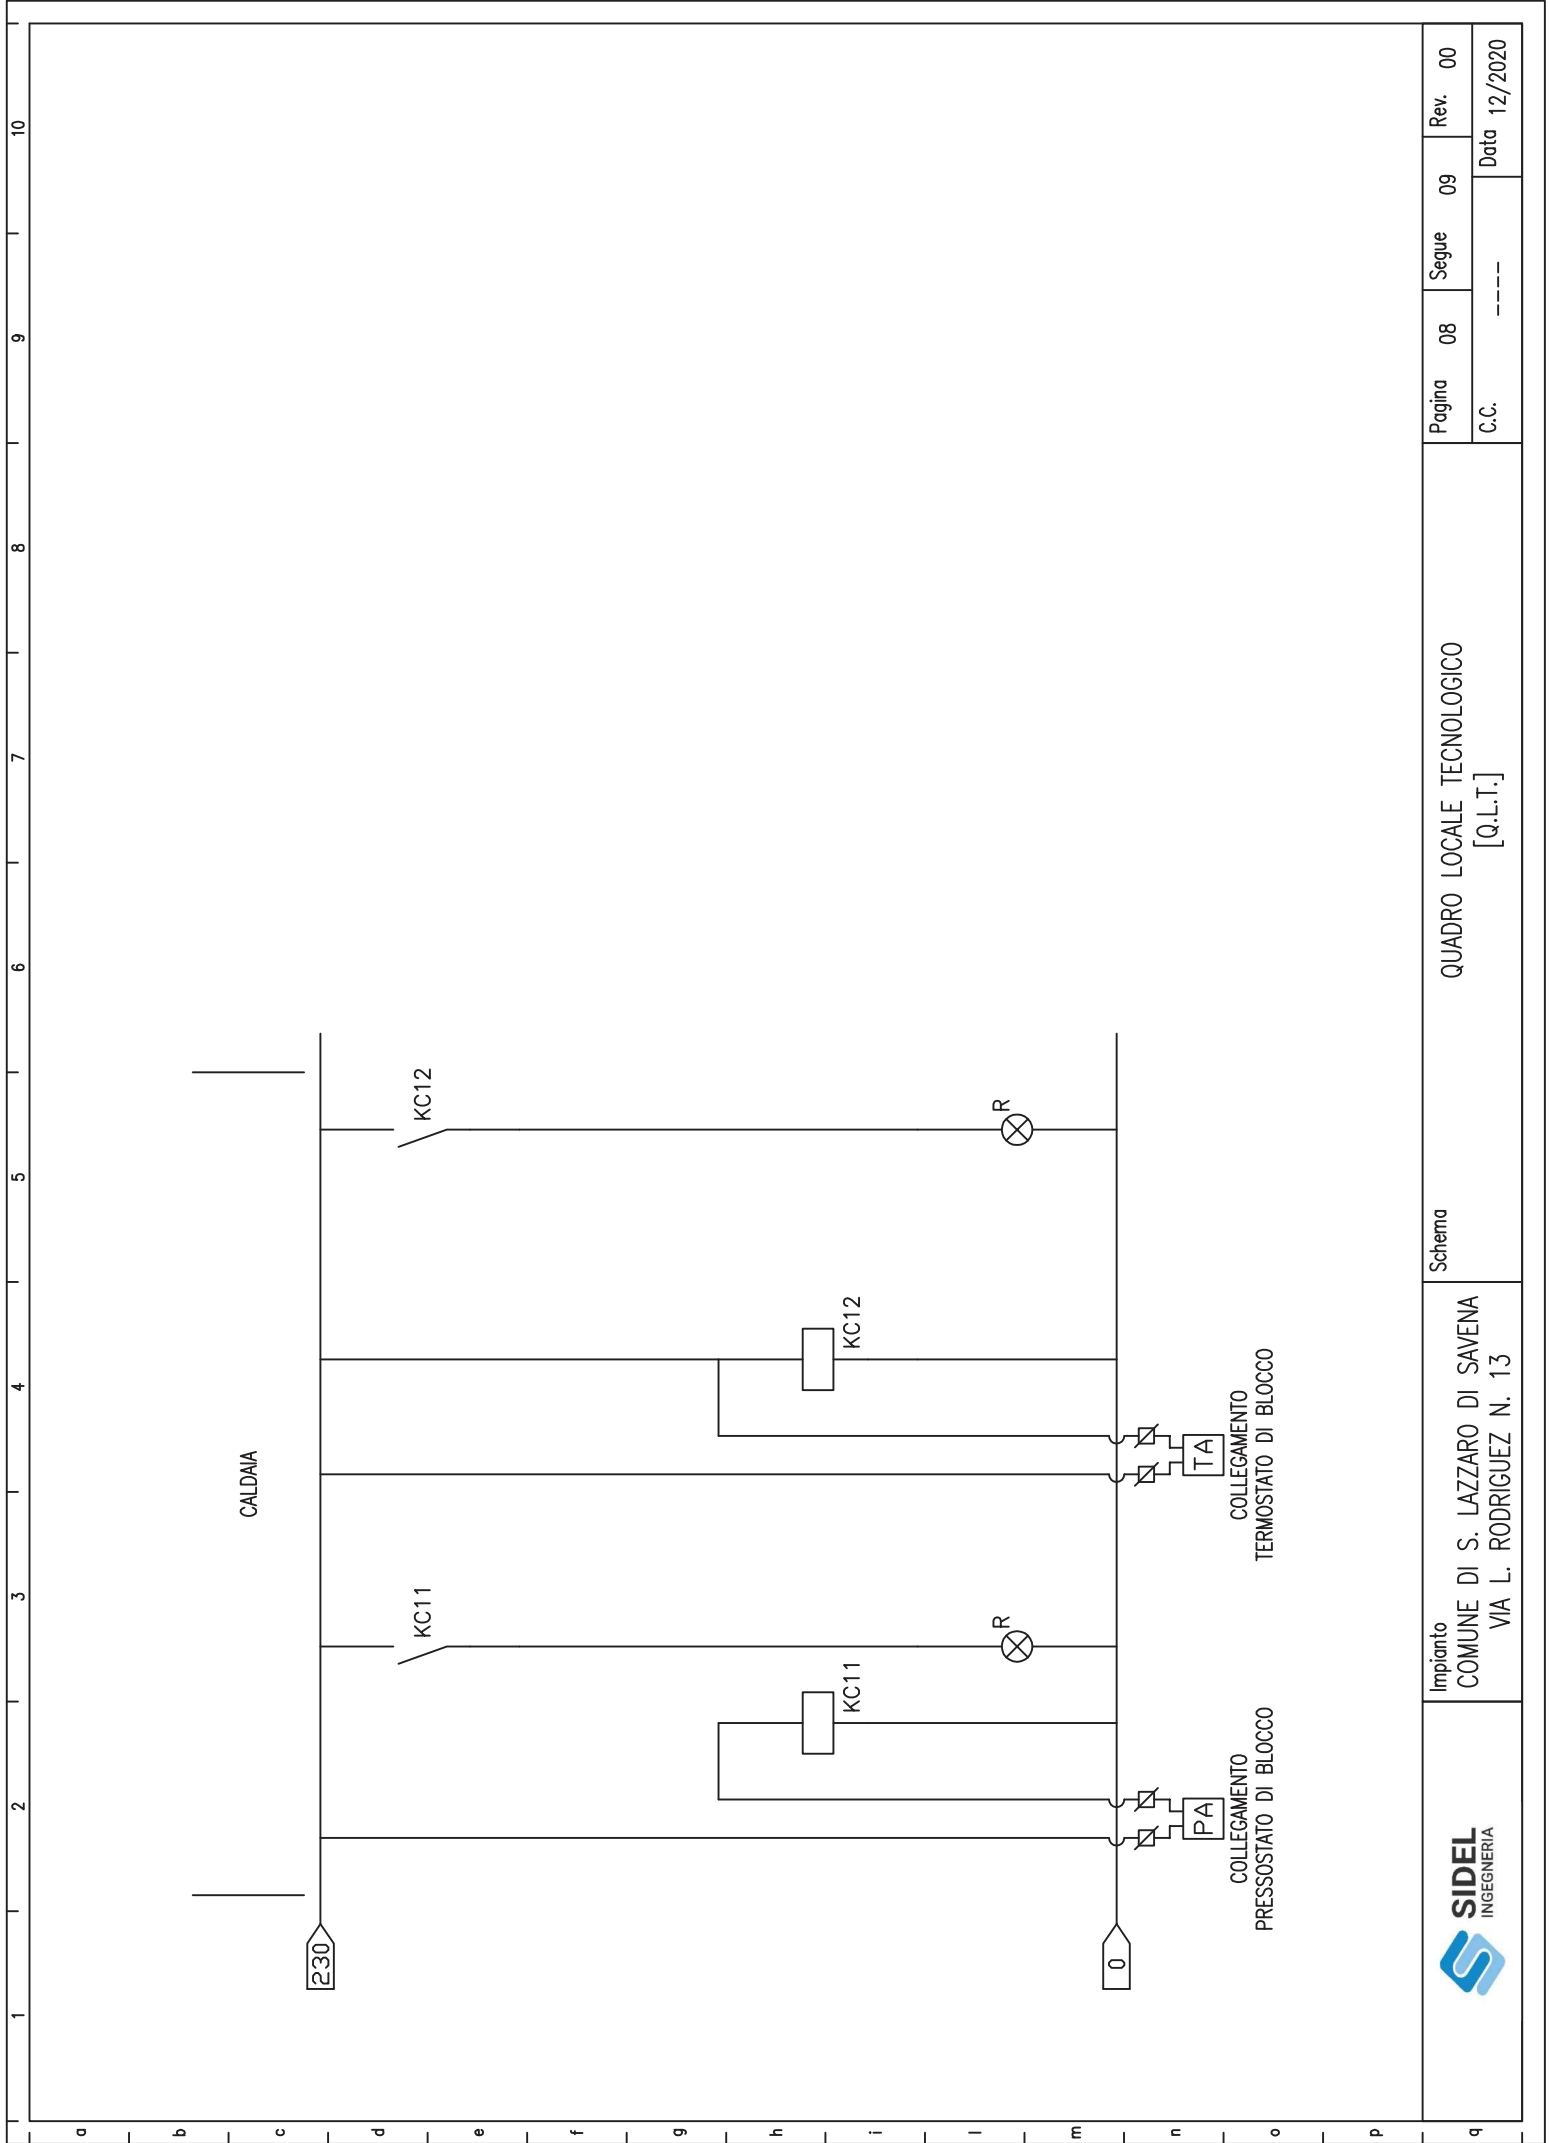 1 2 3 4 5 6 7 8 9 10
a
b
c
d
e
f
g
h
i
l
m
n
o
p
q
CALDAIA
230
KC11
KC12
KC11
KC12
R
R
0
PA
TA
COLLEGAMENTO
PRESSOSTATO DI BLOCCO
COLLEGAMENTO
TERMOSTATO DI BLOCCO
SIDEL
INGEGNERIA
Impianto
COMUNE DI S. LAZZARO DI SAVENA
VIA L. RODRIGUEZ N. 13
Schema
QUADRO LOCALE TECNOLOGICO
[Q.L.T.]
Pagina 08 Segue 09 Rev. 00
C.C. ---- Data 12/2020